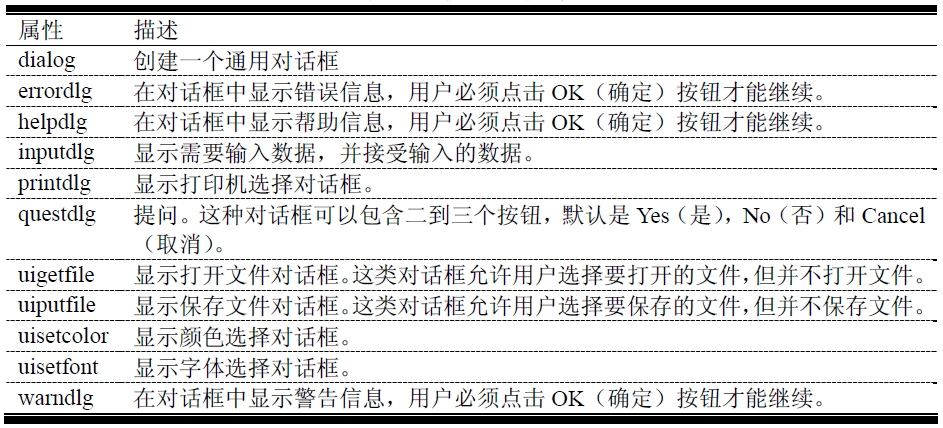 属性 描述
dialog 创建一个通用对话框
errordlg 在对话框中显示错误信息，用户必须点击 OK（确定）按钮才能继续。
helpdlg 在对话框中显示帮助信息，用户必须点击 OK（确定）按钮才能继续。
inputdlg 显示需要输入数据，并接受输入的数据。
printdlg 显示打印机选择对话框。
questdlg 提问。这种对话框可以包含二到三个按钮，默认是 Yes（是），No（否）和 Cancel
（取消）。
uigetfile 显示打开文件对话框。这类对话框允许用户选择要打开的文件，但并不打开文件。
uiputfile 显示保存文件对话框。这类对话框允许用户选择要保存的文件，但并不保存文件。
uisetcolor 显示颜色选择对话框。
uisetfont 显示字体选择对话框。
warndlg 在对话框中显示警告信息，用户必须点击 OK（确定）按钮才能继续。